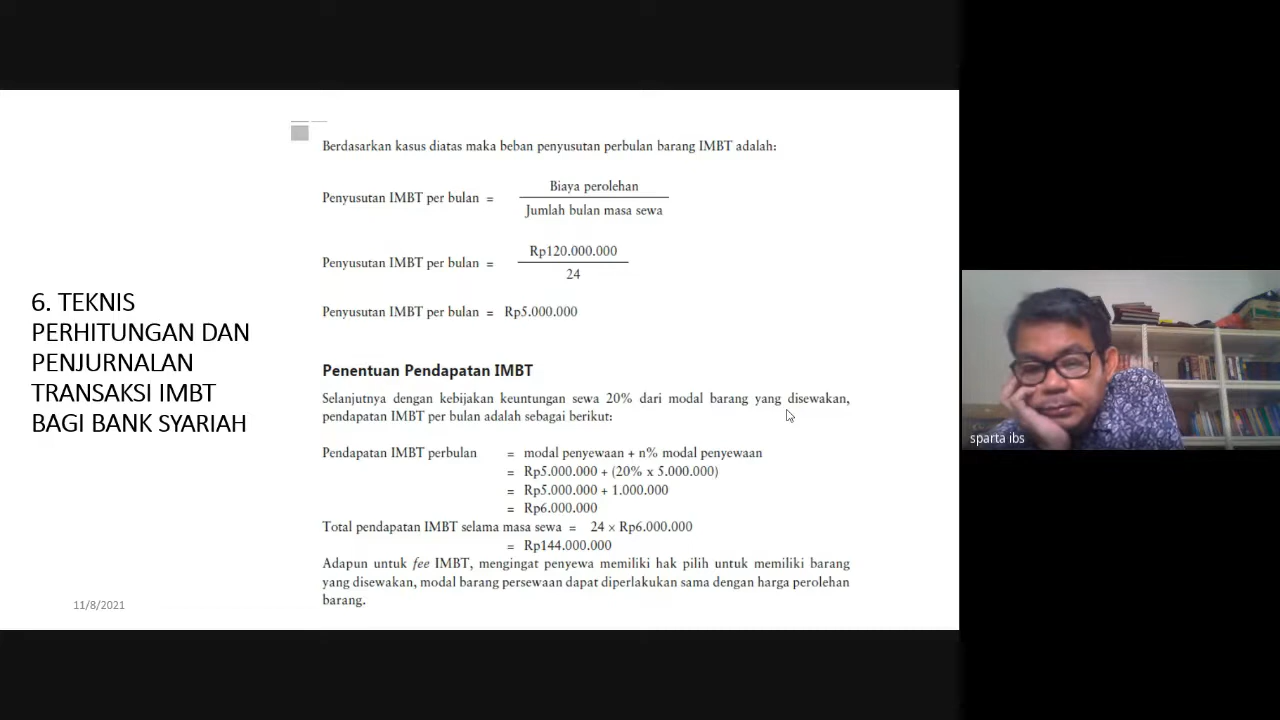 Berdasarkan kasus diatas maka beban penyusutan perbulan barang IMBT adalah:
Penyusutan IMBT per bulan =
Biaya perolehan
Jumlah bulan masa sewa
Penyusutan IMBT per bulan =
Rp120.000.000
24
Penyusutan IMBT per bulan = Rp5.000.000
6. TEKNIS
PERHITUNGAN DAN
PENJURNALAN
TRANSAKSI IMBT
BAGI BANK SYARIAH
Penentuan Pendapatan IMBT
Selanjutnya dengan kebijakan keuntungan sewa 20% dari modal barang yang disewakan,
pendapatan IMBT per bulan adalah sebagai berikut:
Pendapatan IMBT perbulan = modal penyewaan + n% modal penyewaan
= Rp5.000.000 + (20% x 5.000.000)
= Rp5.000.000 + 1.000.000
= Rp6.000.000
Total pendapatan IMBT selama masa sewa = 24 × Rp6.000.000
= Rp144.000.000
Adapun untuk fee IMBT, mengingat penyewa memiliki hak pilih untuk memiliki barang
yang disewakan, modal barang persewaan dapat diperlakukan sama dengan harga perolehan
barang.
11/8/2021
sparta ibs